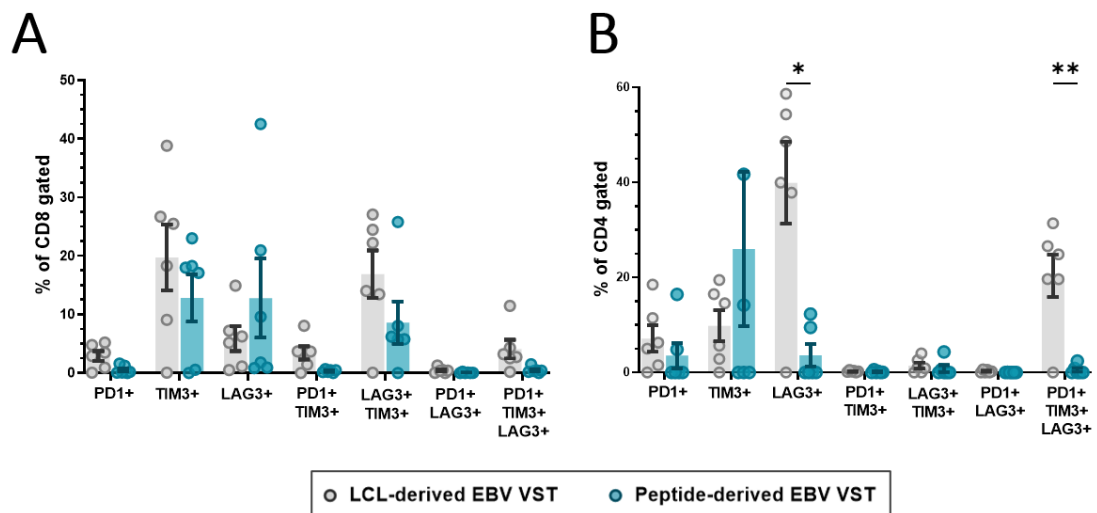 A
B
% of CD8 gated
50
40
30
20
10
0
PD1+ TIM3+ LAG3+ PD1+ LAG3+ PD1+ PD1+
TIM3+ TIM3+ LAG3+ TIM3+
LAG3+
% of CD4 gated
60
40
20
0
* **
PD1+ TIM3+ LAG3+ PD1+ LAG3+ PD1+ PD1+
TIM3+ TIM3+ LAG3+ TIM3+
LAG3+
LCL-derived EBV VST Peptide-derived EBV VST